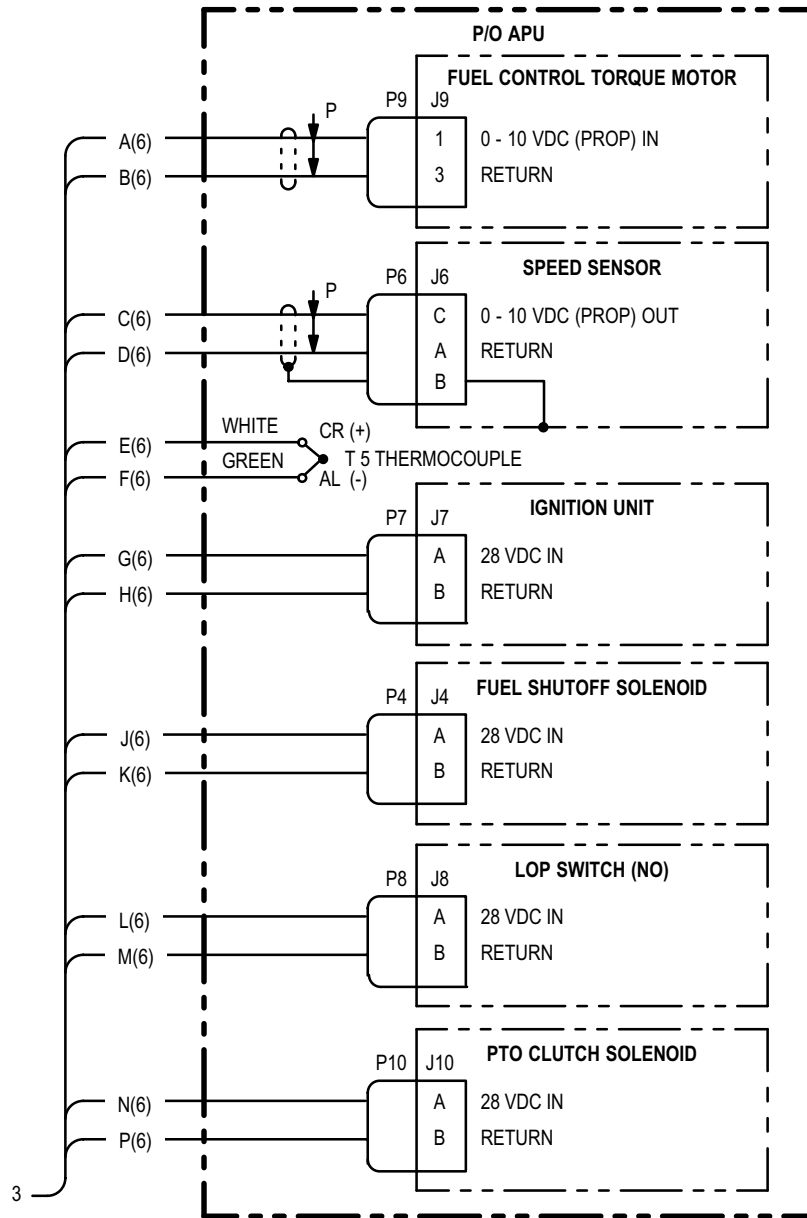 P/O APU
FUEL CONTROL TORQUE MOTOR
P P9 J9
A(6) 1 0 - 10 VDC (PROP) IN
B(6) 3 RETURN
SPEED SENSOR
P P6 J6
C(6) C 0 - 10 VDC (PROP) OUT
D(6) A RETURN
B
E(6) WHITE CR (+)
T 5 THERMOCOUPLE
F(6) GREEN AL (-)
IGNITION UNIT
P7 J7
G(6) A 28 VDC IN
H(6) B RETURN
FUEL SHUTOFF SOLENOID
P4 J4
J(6) A 28 VDC IN
K(6) B RETURN
LOP SWITCH (NO)
P8 J8
L(6) A 28 VDC IN
M(6) B RETURN
PTO CLUTCH SOLENOID
P10 J10
N(6) A 28 VDC IN
P(6) B RETURN
3